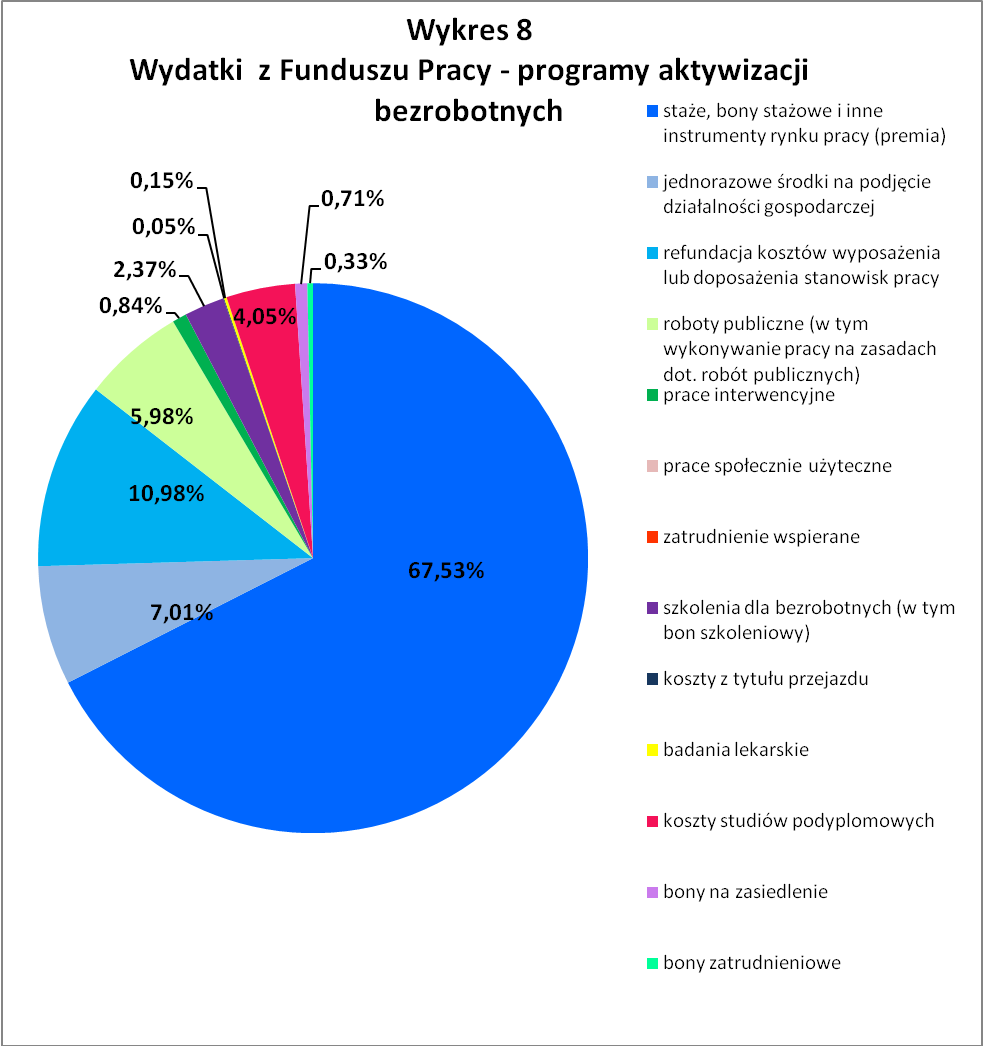 Wykres 8
Wydatki z Funduszu Pracy - programy aktywizacji
bezrobotnych
0,15%
0,05%
2,37%
0,84%
4,05%
0,71%
0,33%
5,98%
10,98%
7,01%
67,53%
staże, bony stażowe i inne
instrumenty rynku pracy (premia)
jednorazowe środki na podjęcie
działalności gospodarczej
refundacja kosztów wyposażenia
lub doposażenia stanowisk pracy
roboty publiczne (w tym
wykonywanie pracy na zasadach
dot. robót publicznych)
prace interwencyjne
prace społecznie użyteczne
zatrudnienie wspierane
szkolenia dla bezrobotnych (w tym
bon szkoleniowy)
koszty z tytułu przejazdu
badania lekarskie
koszty studiów podyplomowych
bony na zasiedlenie
bony zatrudnieniowe